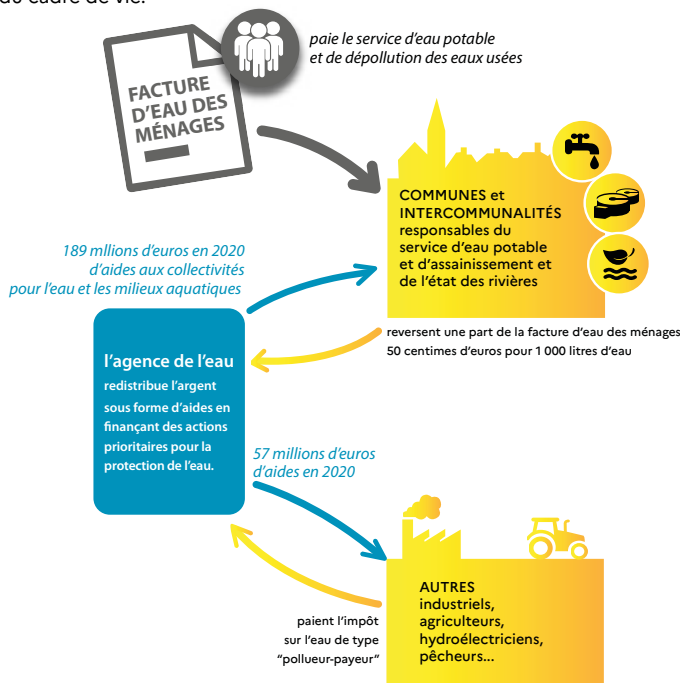 du cadre de vie.
paie le service d'eau potable
et de dépollution des eaux usées
FACTURE
D'EAU DES
MÉNAGES
COMMUNES et
INTERCOMMUNALITÉS
responsables du
service d'eau potable
et d'assainissement et
de l'état des rivières
189 mllions d'euros en 2020
d'aides aux collectivités
pour l'eau et les milieux aquatiques
reversent une part de la facture d'eau des ménages
50 centimes d'euros pour 1 000 litres d'eau
l'agence de l'eau
redistribue l'argent
sous forme d'aides en
finançant des actions
prioritaires pour la
protection de l'eau.
57 millions d'euros
d'aides en 2020
AUTRES
industriels,
agriculteurs,
hydroélectriciens,
pêcheurs...
paient l'impôt
sur l'eau de type
"pollueur-payeur"